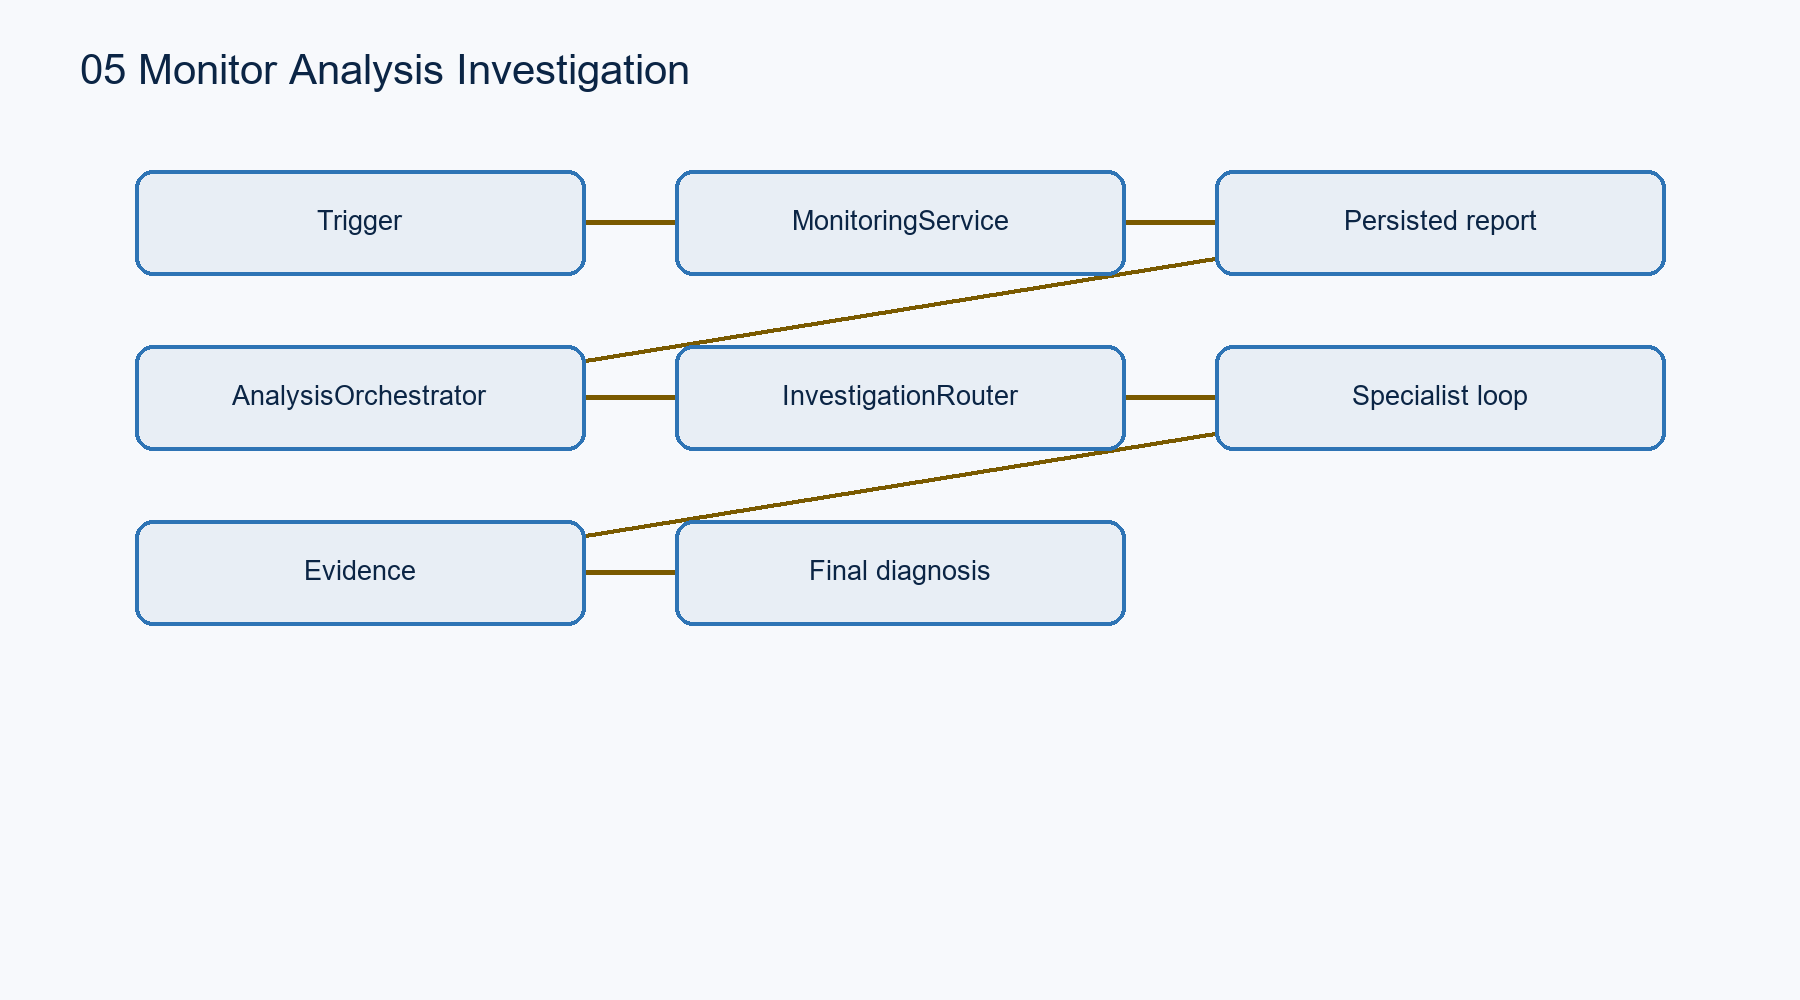 05 Monitor Analysis Investigation
Trigger
MonitoringService
Persisted report
AnalysisOrchestrator
InvestigationRouter
Specialist loop
Evidence
Final diagnosis